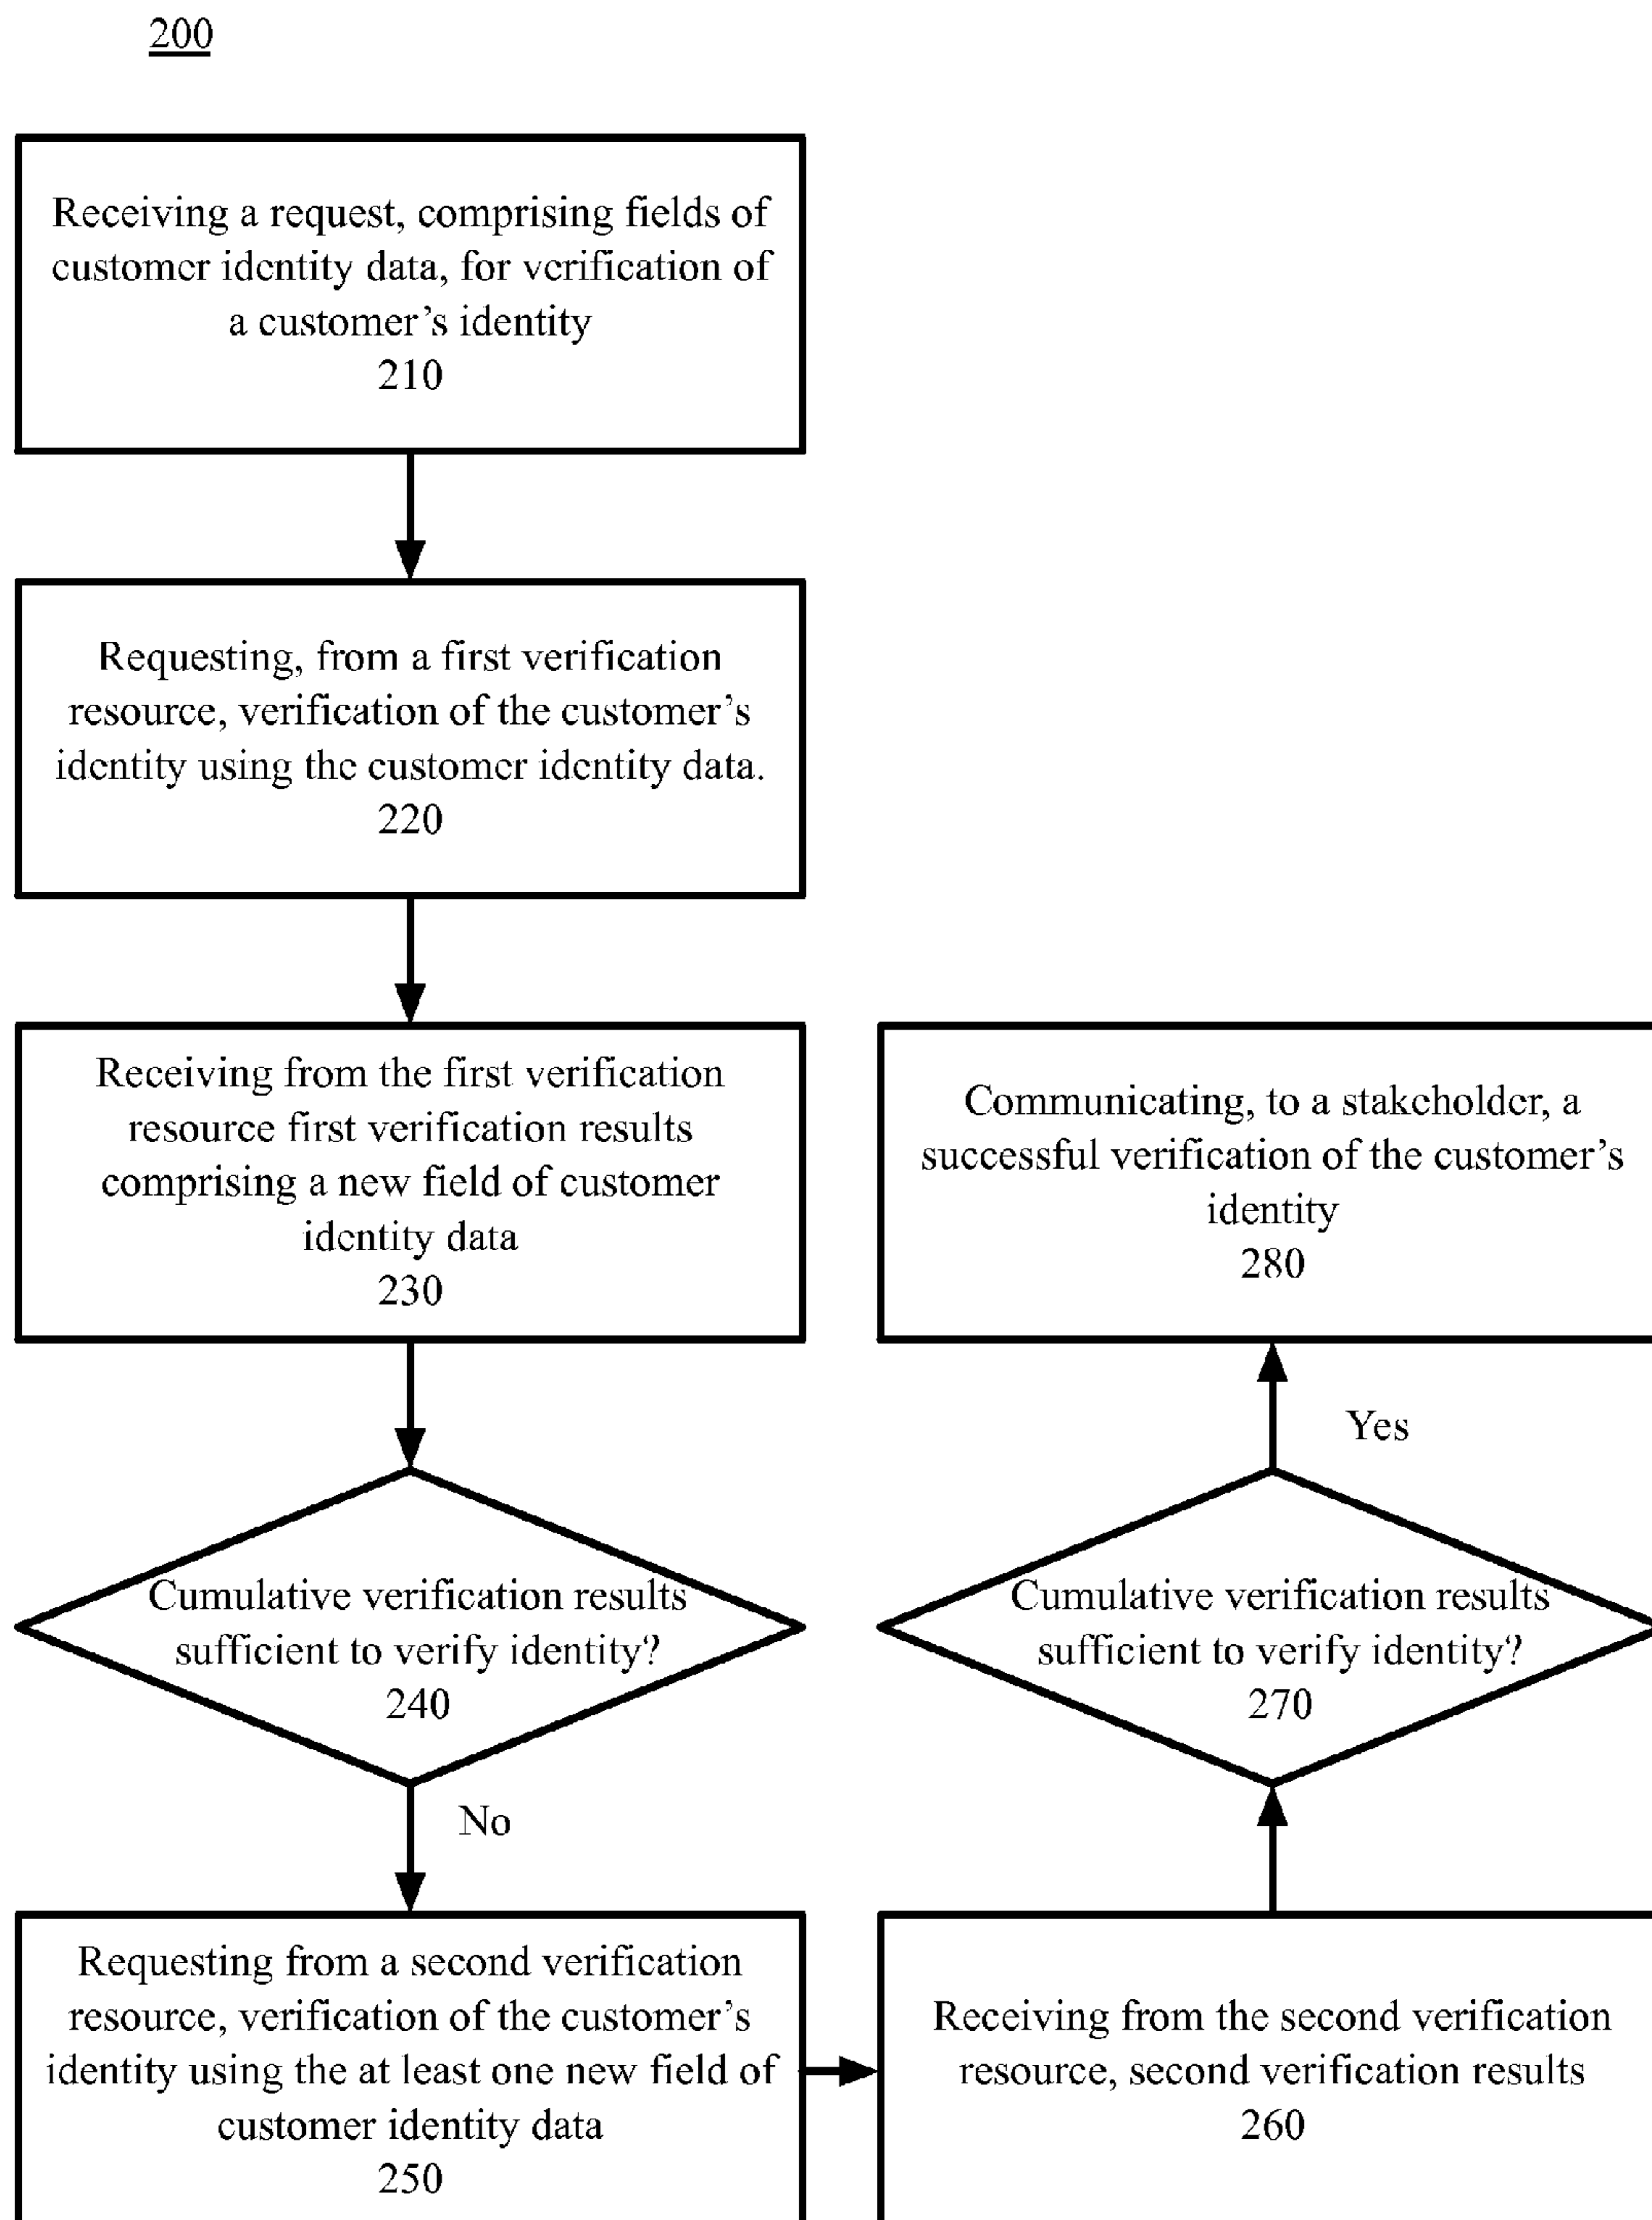 200
Receiving a request, comprising fields of
customer identity data, for verification of
a customer’s identity
210
Requesting, from a first verification
resource, verification of the customer’s
identity using the customer identity data.
220
Receiving from the first verification
resource first verification results
comprising a new field of customer
identity data
230
Cumulative verification results
sufficient to verify identity?
240
No
Requesting from a second verification
resource, verification of the customer’s
identity using the at least one new field of
customer identity data
250
Receiving from the second verification
resource, second verification results
260
Cumulative verification results
sufficient to verify identity?
270
Yes
Communicating, to a stakeholder, a
successful verification of the customer’s
identity
280